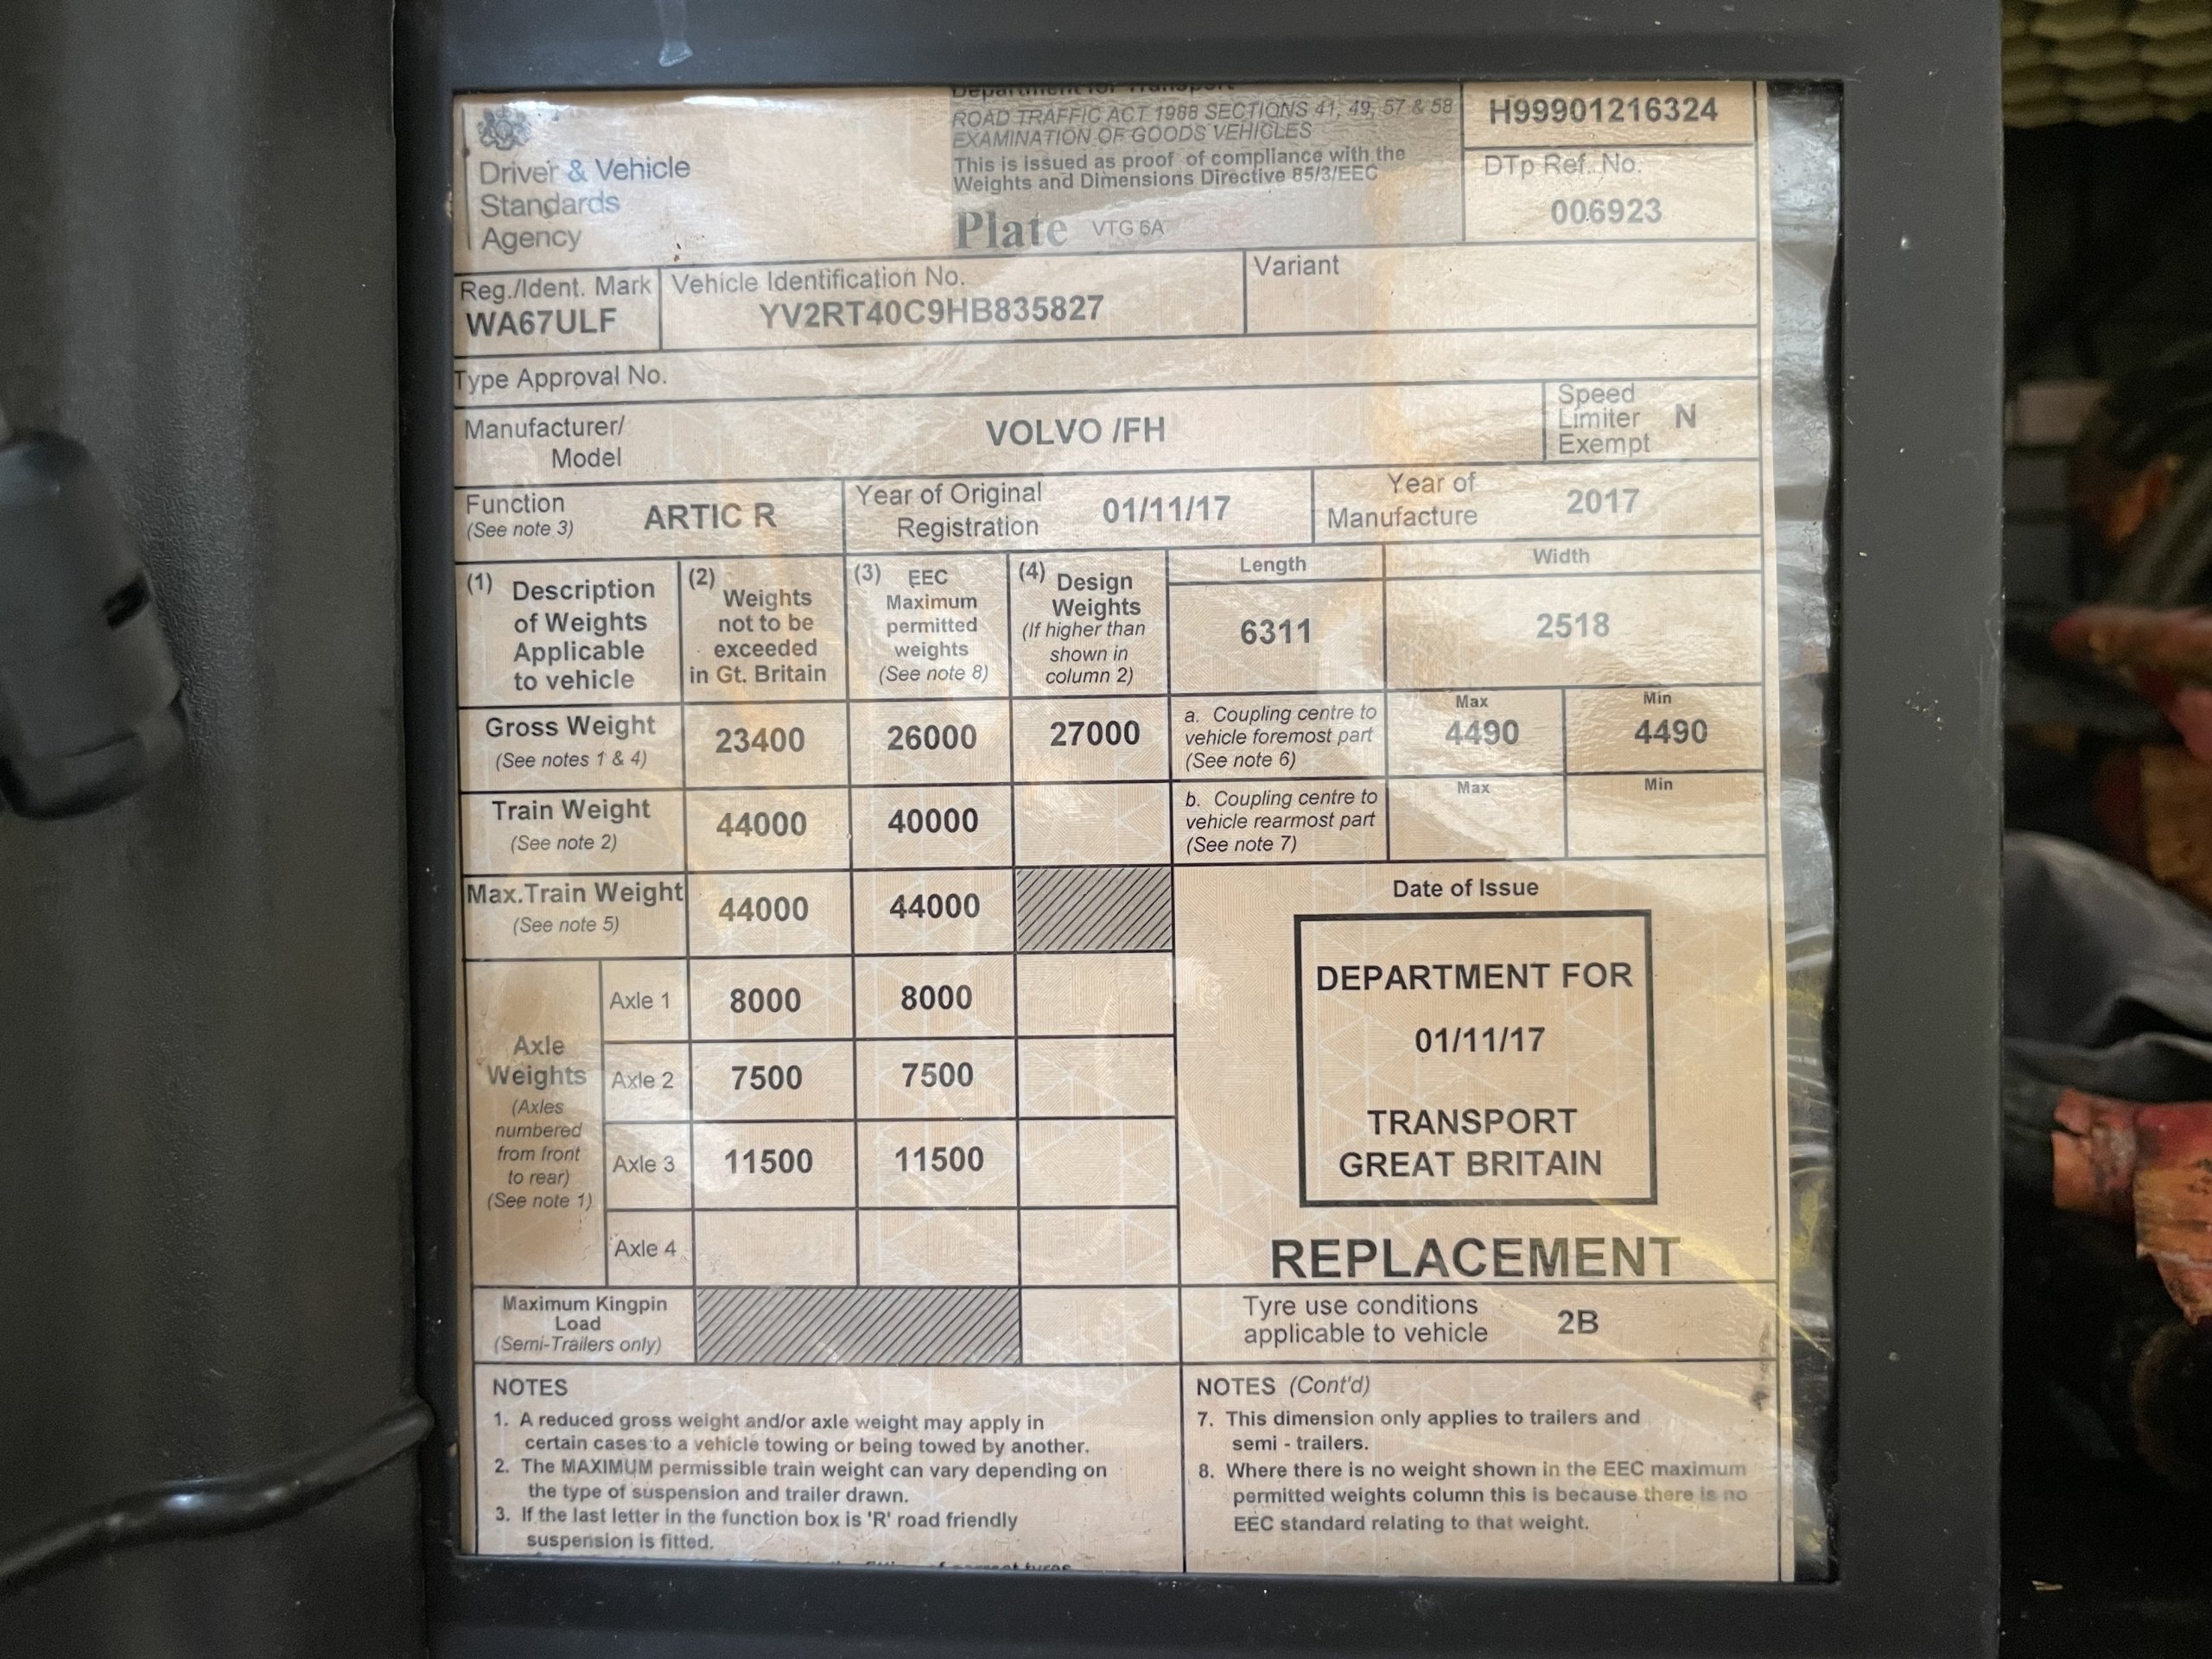 Department for Transport
ROAD TRAFFIC ACT 1988 SECTIONS 41, 49, 57 & 58
EXAMINATION OF GOODS VEHICLES
This is issued as proof of compliance with the
Weights and Dimensions Directive 85/3/EEC
Plate VTG 6A
H99901216324
DTp Ref. No.
006923
Driver & Vehicle
Standards
Agency
Reg./Ident. Mark
WA67ULF
Vehicle Identification No.
YV2RT40C9HB835827
Variant
Type Approval No.
Manufacturer/
Model
VOLVO /FH
Speed
Limiter
Exempt
N
Function
(See note 3)
ARTIC R
Year of Original
Registration
01/11/17
Year of
Manufacture
2017
(1) Description
of Weights
Applicable
to vehicle
(2) Weights
not to be
exceeded
in Gt. Britain
(3) EEC
Maximum
permitted
weights
(See note 8)
(4) Design
Weights
(If higher than
shown in
column 2)
Length
6311
Width
2518
Gross Weight
(See notes 1 & 4)
23400
26000
27000
a. Coupling centre to
vehicle foremost part
(See note 6)
Max
4490
Min
4490
Train Weight
(See note 2)
44000
40000
b. Coupling centre to
vehicle rearmost part
(See note 7)
Max
Min
Max.Train Weight
(See note 5)
44000
44000
Date of Issue
DEPARTMENT FOR
01/11/17
TRANSPORT
GREAT BRITAIN
REPLACEMENT
Axle
Weights
(Axles
numbered
from front
to rear)
(See note 1)
Axle 1
8000
8000
Axle 2
7500
7500
Axle 3
11500
11500
Axle 4
Maximum Kingpin
Load
(Semi-Trailers only)
Tyre use conditions
applicable to vehicle
2B
NOTES
1. A reduced gross weight and/or axle weight may apply in
certain cases to a vehicle towing or being towed by another.
2. The MAXIMUM permissible train weight can vary depending on
the type of suspension and trailer drawn.
3. If the last letter in the function box is 'R' road friendly
suspension is fitted.
NOTES (Cont'd)
7. This dimension only applies to trailers and
semi - trailers.
8. Where there is no weight shown in the EEC maximum
permitted weights column this is because there is no
EEC standard relating to that weight.